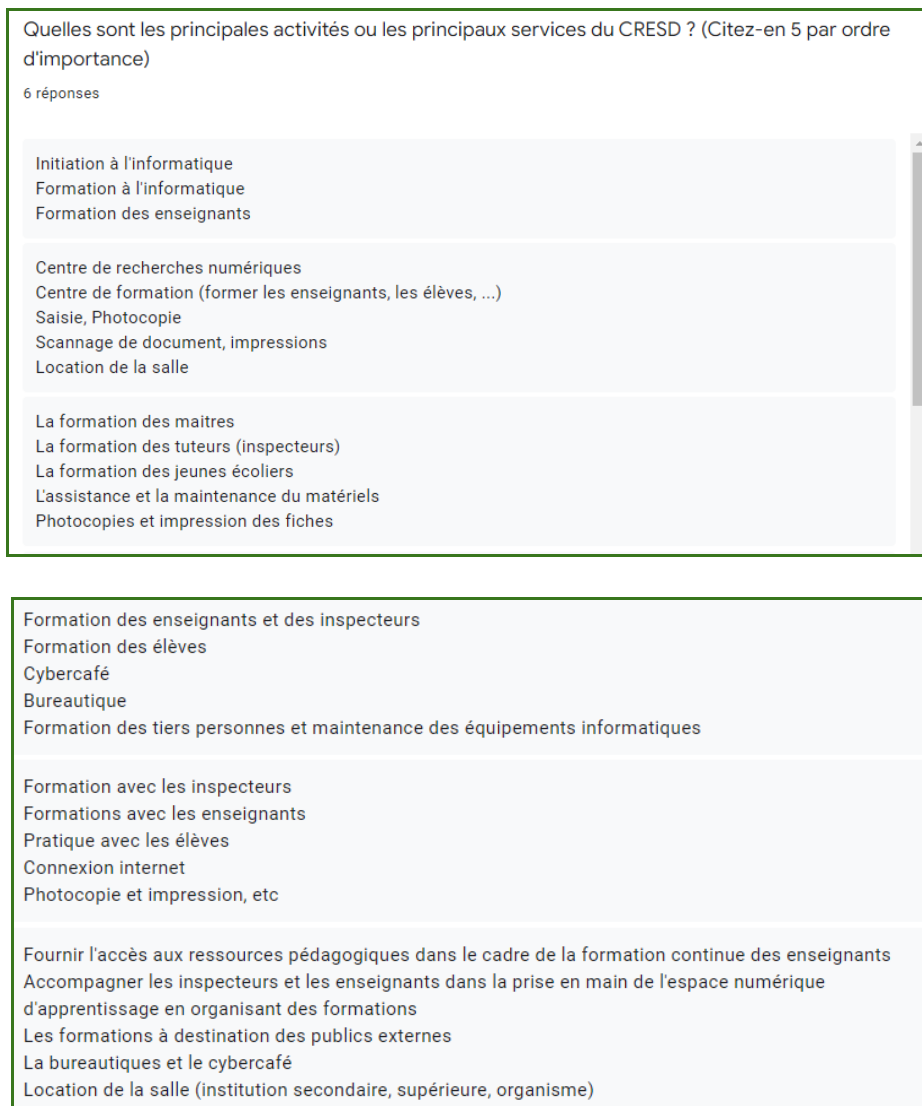 Quelles sont les principales activités ou les principaux services du CRESD ? (Citez-en 5 par ordre
d'importance)
6 réponses
Initiation à l'informatique
Formation à l'informatique
Formation des enseignants
Centre de recherches numériques
Centre de formation (former les enseignants, les élèves, ...)
Saisie, Photocopie
Scannage de document, impressions
Location de la salle
La formation des maitres
La formation des tuteurs (inspecteurs)
La formation des jeunes écoliers
L'assistance et la maintenance du matériels
Photocopies et impression des fiches
Formation des enseignants et des inspecteurs
Formation des élèves
Cybercafé
Bureautique
Formation des tiers personnes et maintenance des équipements informatiques
Formation avec les inspecteurs
Formations avec les enseignants
Pratique avec les élèves
Connexion internet
Photocopie et impression, etc
Fournir l'accès aux ressources pédagogiques dans le cadre de la formation continue des enseignants
Accompagner les inspecteurs et les enseignants dans la prise en main de l'espace numérique
d'apprentissage en organisant des formations
Les formations à destination des publics externes
La bureautiques et le cybercafé
Location de la salle (institution secondaire, supérieure, organisme)